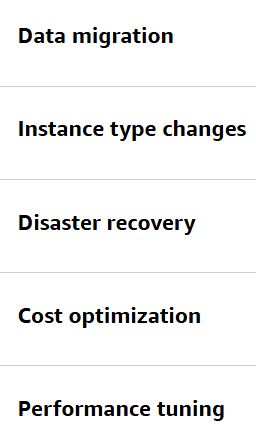 Data migration
Instance type changes
Disaster recovery
Cost optimization
Performance tuning